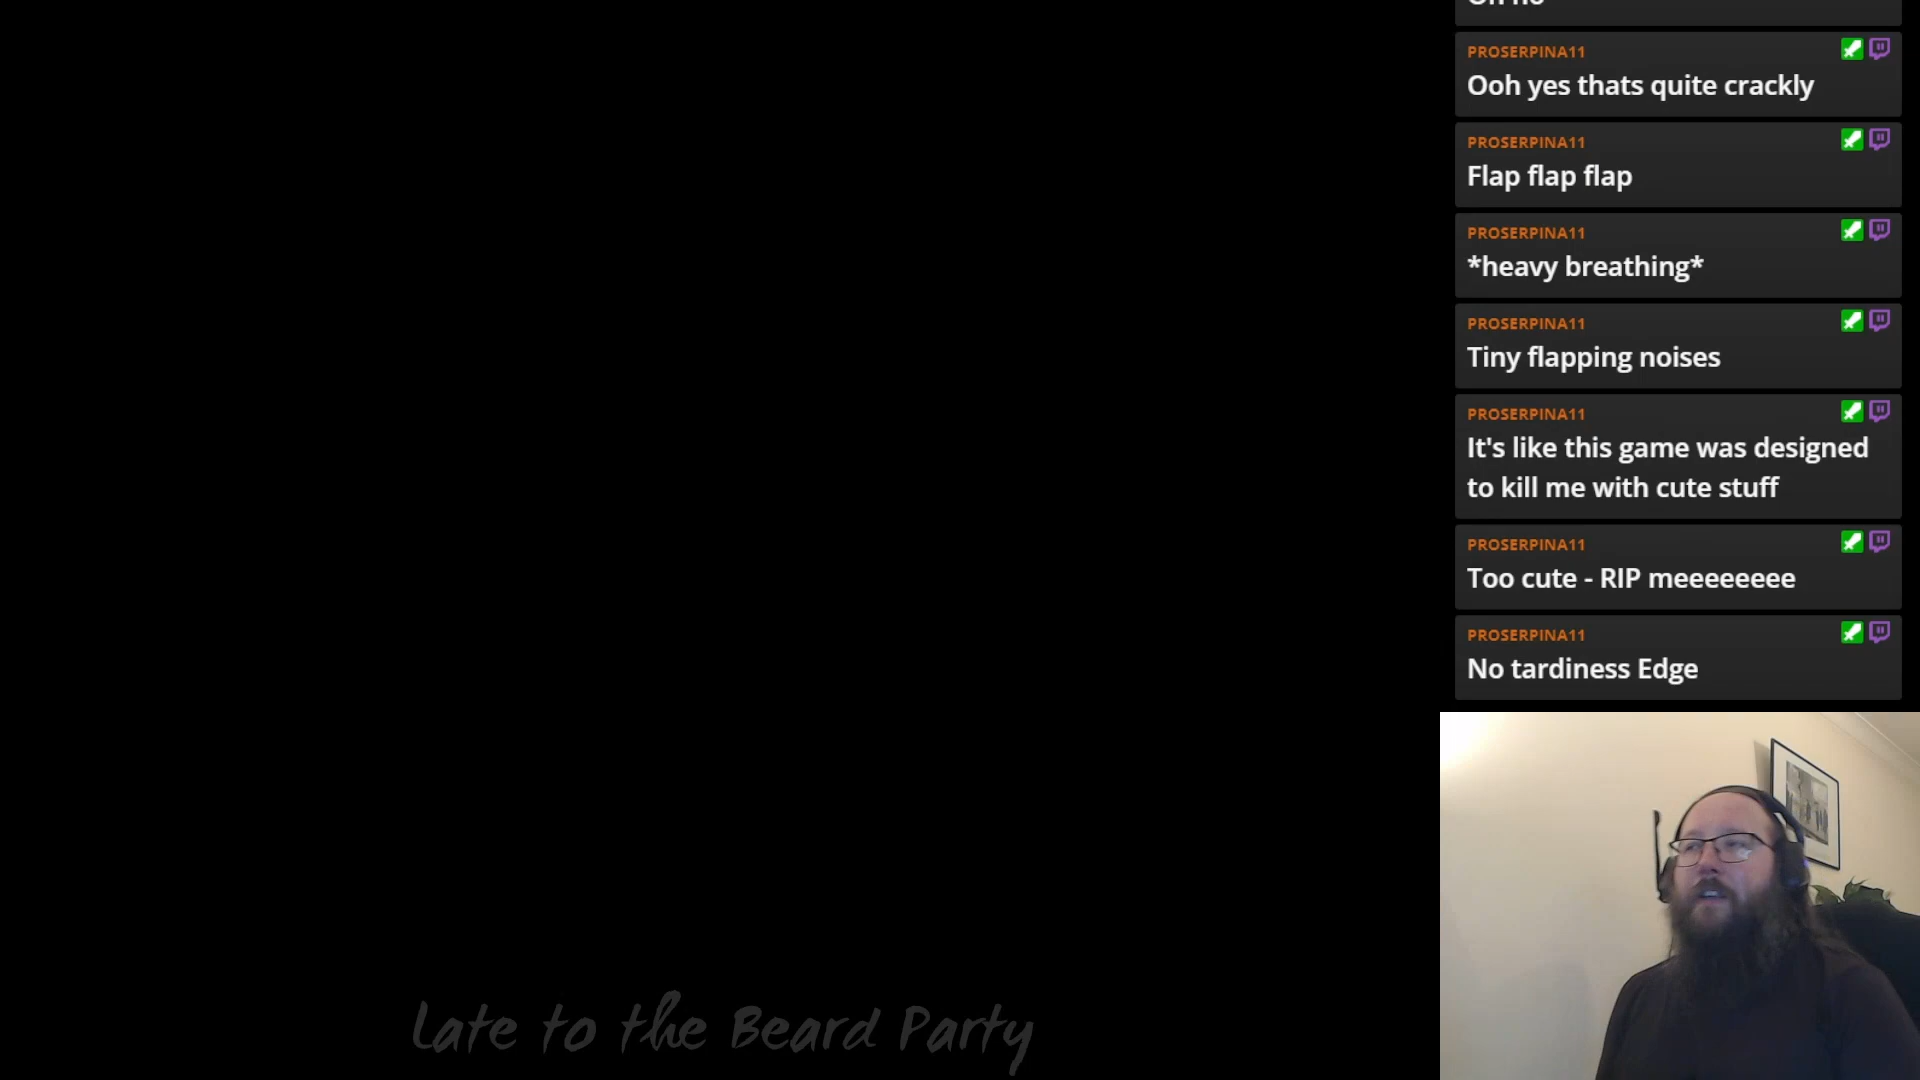 PROSERPINA11
Ooh yes thats quite crackly
PROSERPINA11
Flap flap flap
PROSERPINA11
*heavy breathing*
PROSERPINA11
Tiny flapping noises
PROSERPINA11
It's like this game was designed
to kill me with cute stuff
PROSERPINA11
Too cute - RIP meeeeeeee
PROSERPINA11
No tardiness Edge
Late to the Beard Party